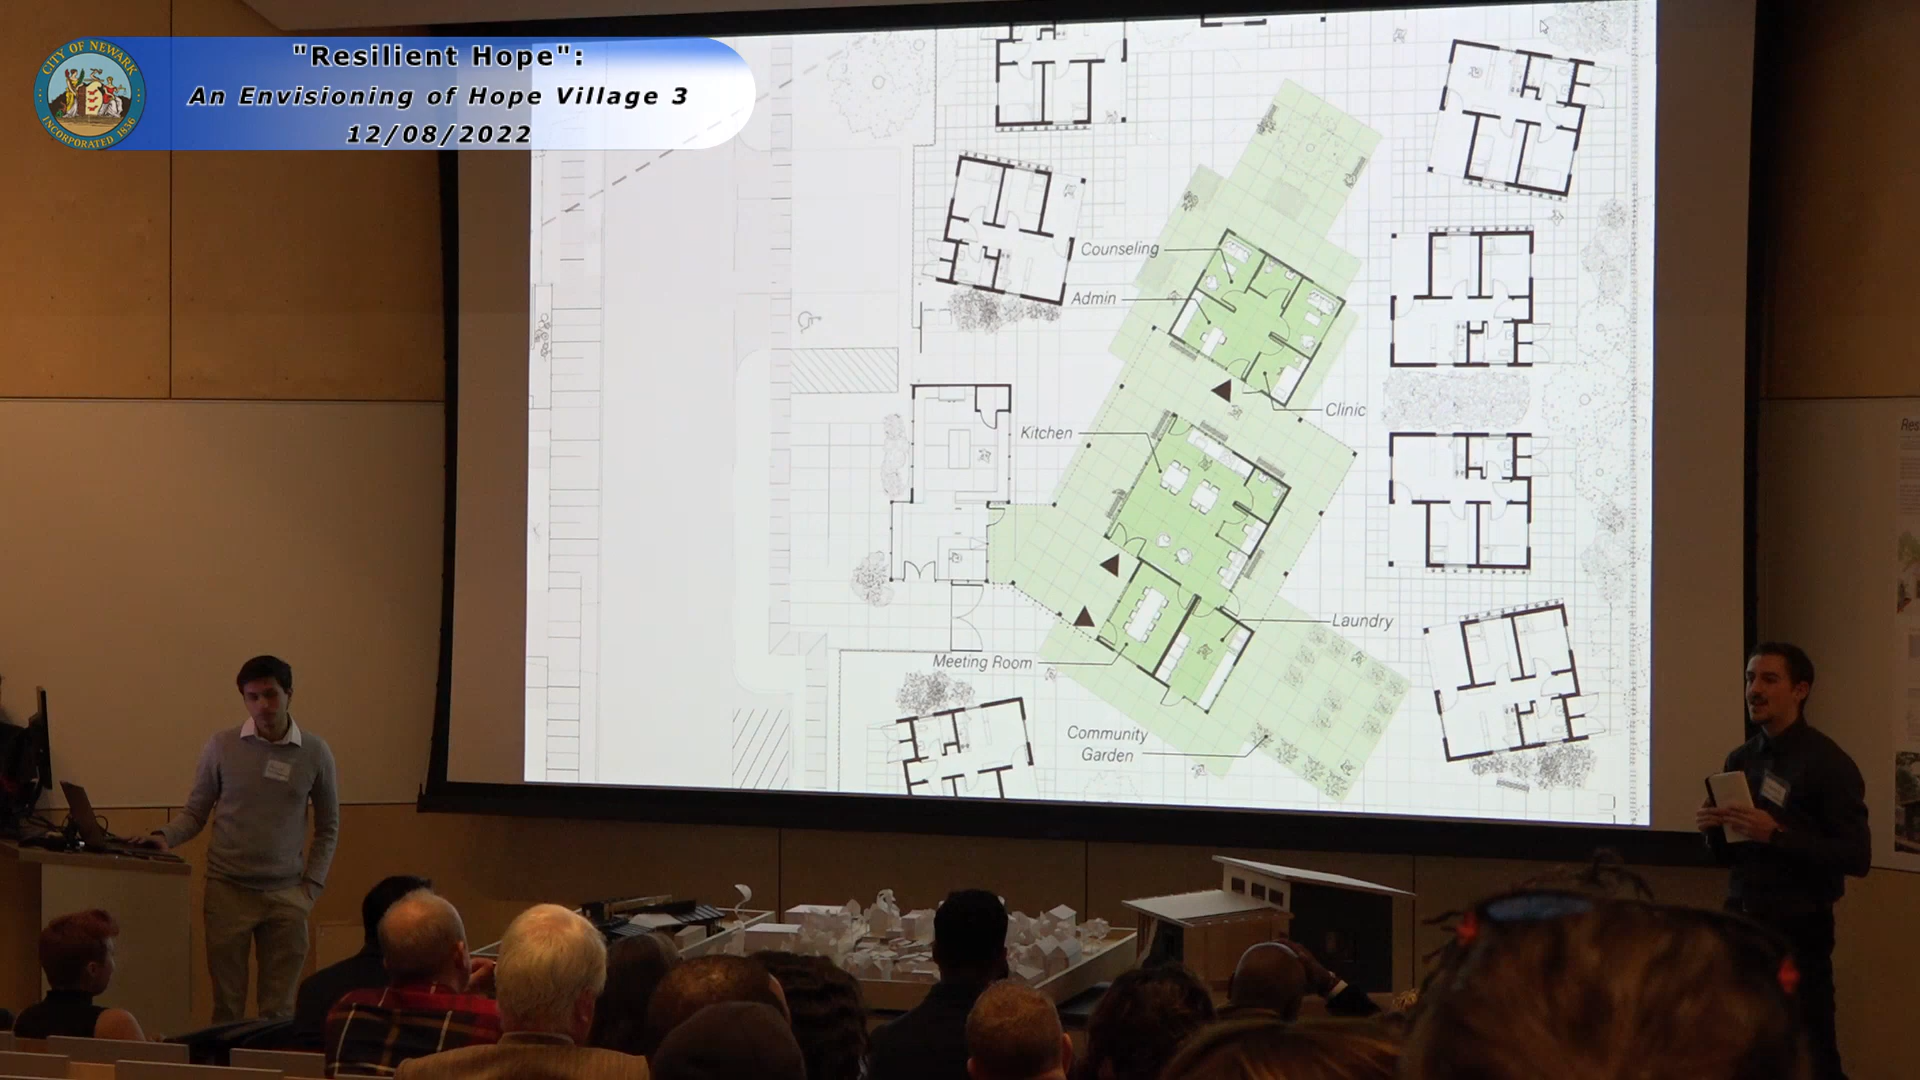 CITY OF NEWARK
INCORPORATED 1836
"Resilient Hope":
An Envisioning of Hope Village 3
12/08/2022
Counseling
Admin
Clinic
Kitchen
Laundry
Meeting Room
Community
Garden